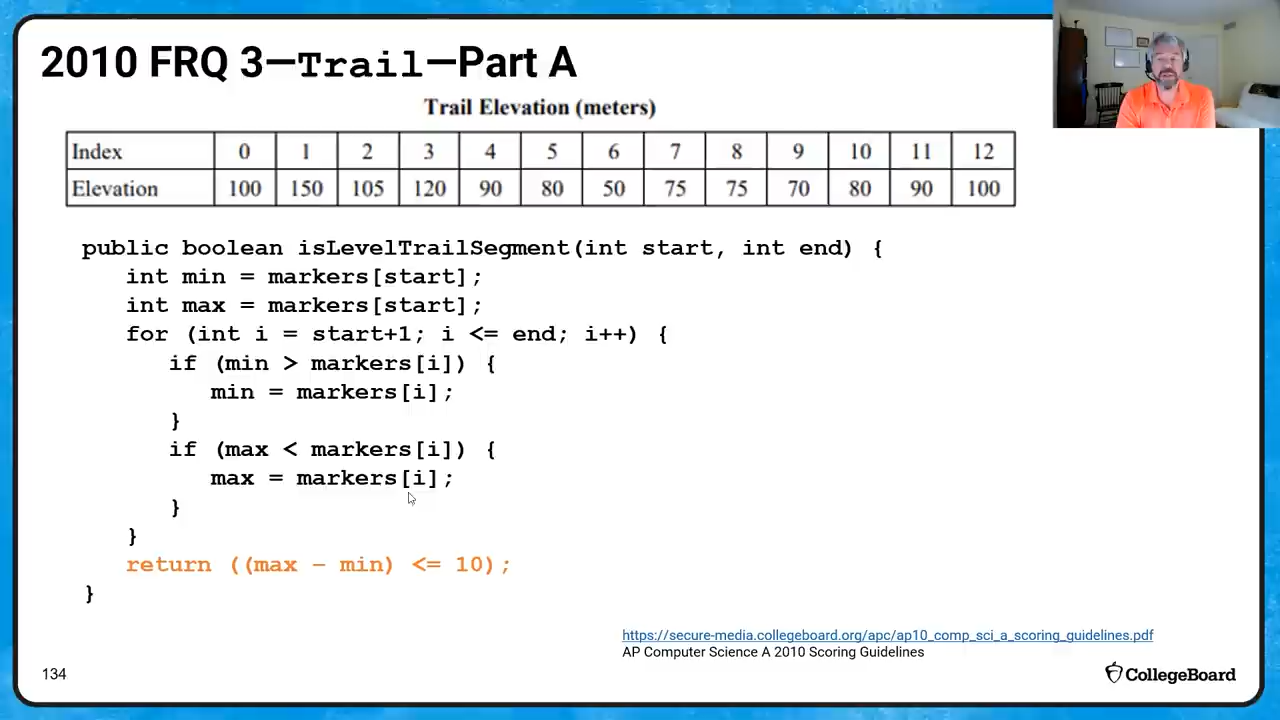 2010 FRQ 3—Trail—Part A
Trail Elevation (meters)
Index 0 1 2 3 4 5 6 7 8 9 10 11 12
Elevation 100 150 105 120 90 80 50 75 75 70 80 90 100
public boolean isLevelTrailSegment(int start, int end) {
int min = markers[start];
int max = markers[start];
for (int i = start+1; i <= end; i++) {
if (min > markers[i]) {
min = markers[i];
}
if (max < markers[i]) {
max = markers[i];
}
}
return ((max – min) <= 10);
}
https://secure-media.collegeboard.org/apc/ap10_comp_sci_a_scoring_guidelines.pdf
AP Computer Science A 2010 Scoring Guidelines
134
CollegeBoard